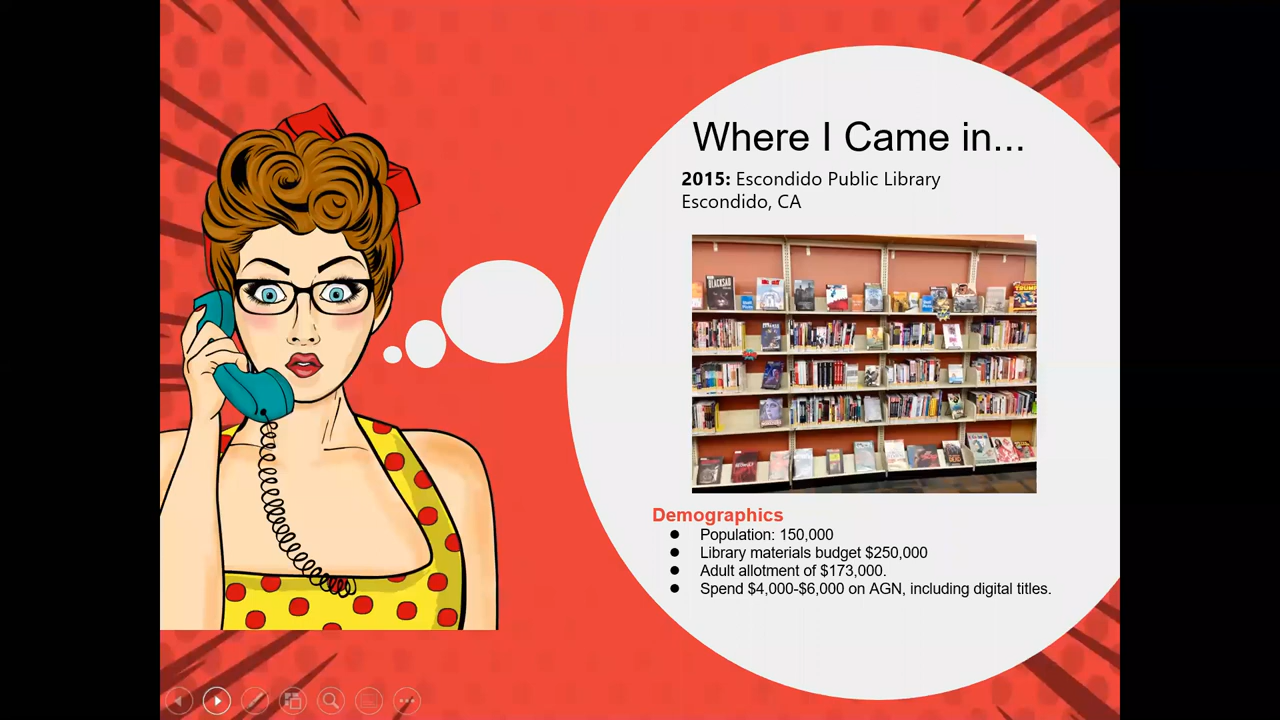 Where I Came in...
2015: Escondido Public Library
Escondido, CA
BLACKSAD
Demographics
● Population: 150,000
● Library materials budget $250,000
● Adult allotment of $173,000.
● Spend $4,000-$6,000 on AGN, including digital titles.